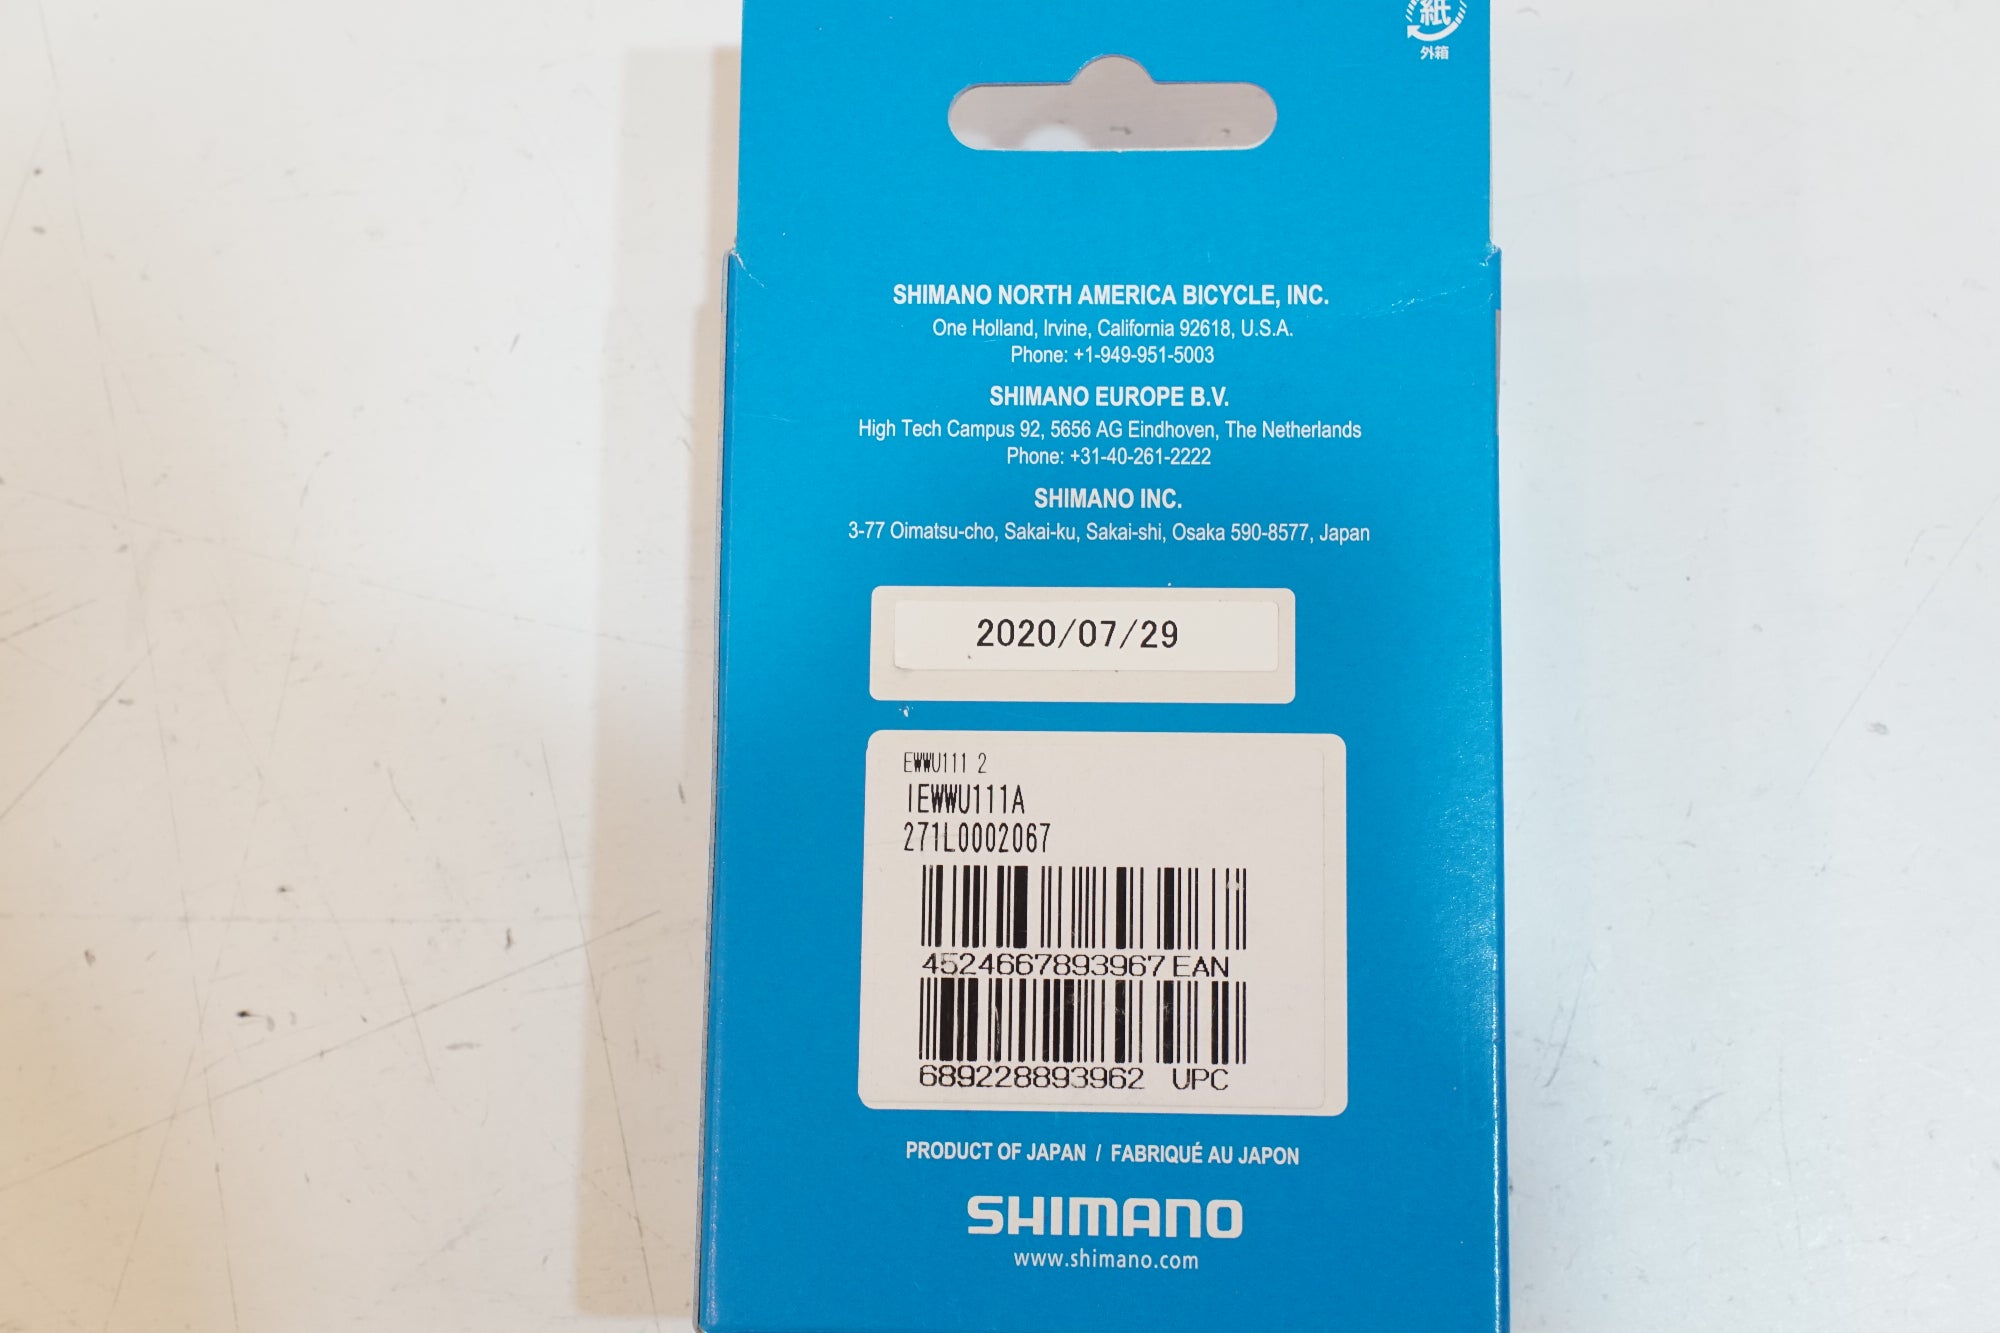 紙
外箱
SHIMANO NORTH AMERICA BICYCLE, INC.
One Holland, Irvine, California 92618, U.S.A.
Phone: +1-949-951-5003
SHIMANO EUROPE B.V.
High Tech Campus 92, 5656 AG Eindhoven, The Netherlands
Phone: +31-40-261-2222
SHIMANO INC.
3-77 Oimatsu-cho, Sakai-ku, Sakai-shi, Osaka 590-8577, Japan
2020/07/29
EWWU111 2
IEWWU111A
271L0002067
4524667893967 EAN
689228893962 UPC
PRODUCT OF JAPAN / FABRIQUÉ AU JAPON
SHIMANO
www.shimano.com